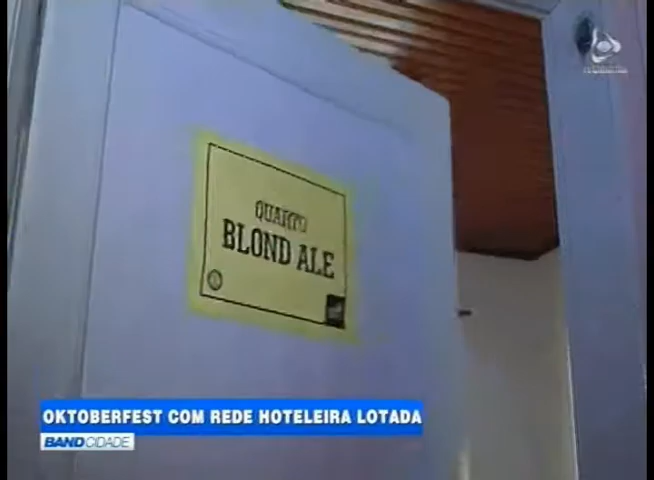 QUARTO
BLOND ALE
OKTOBERFEST COM REDE HOTELEIRA LOTADA
BANDCIDADE